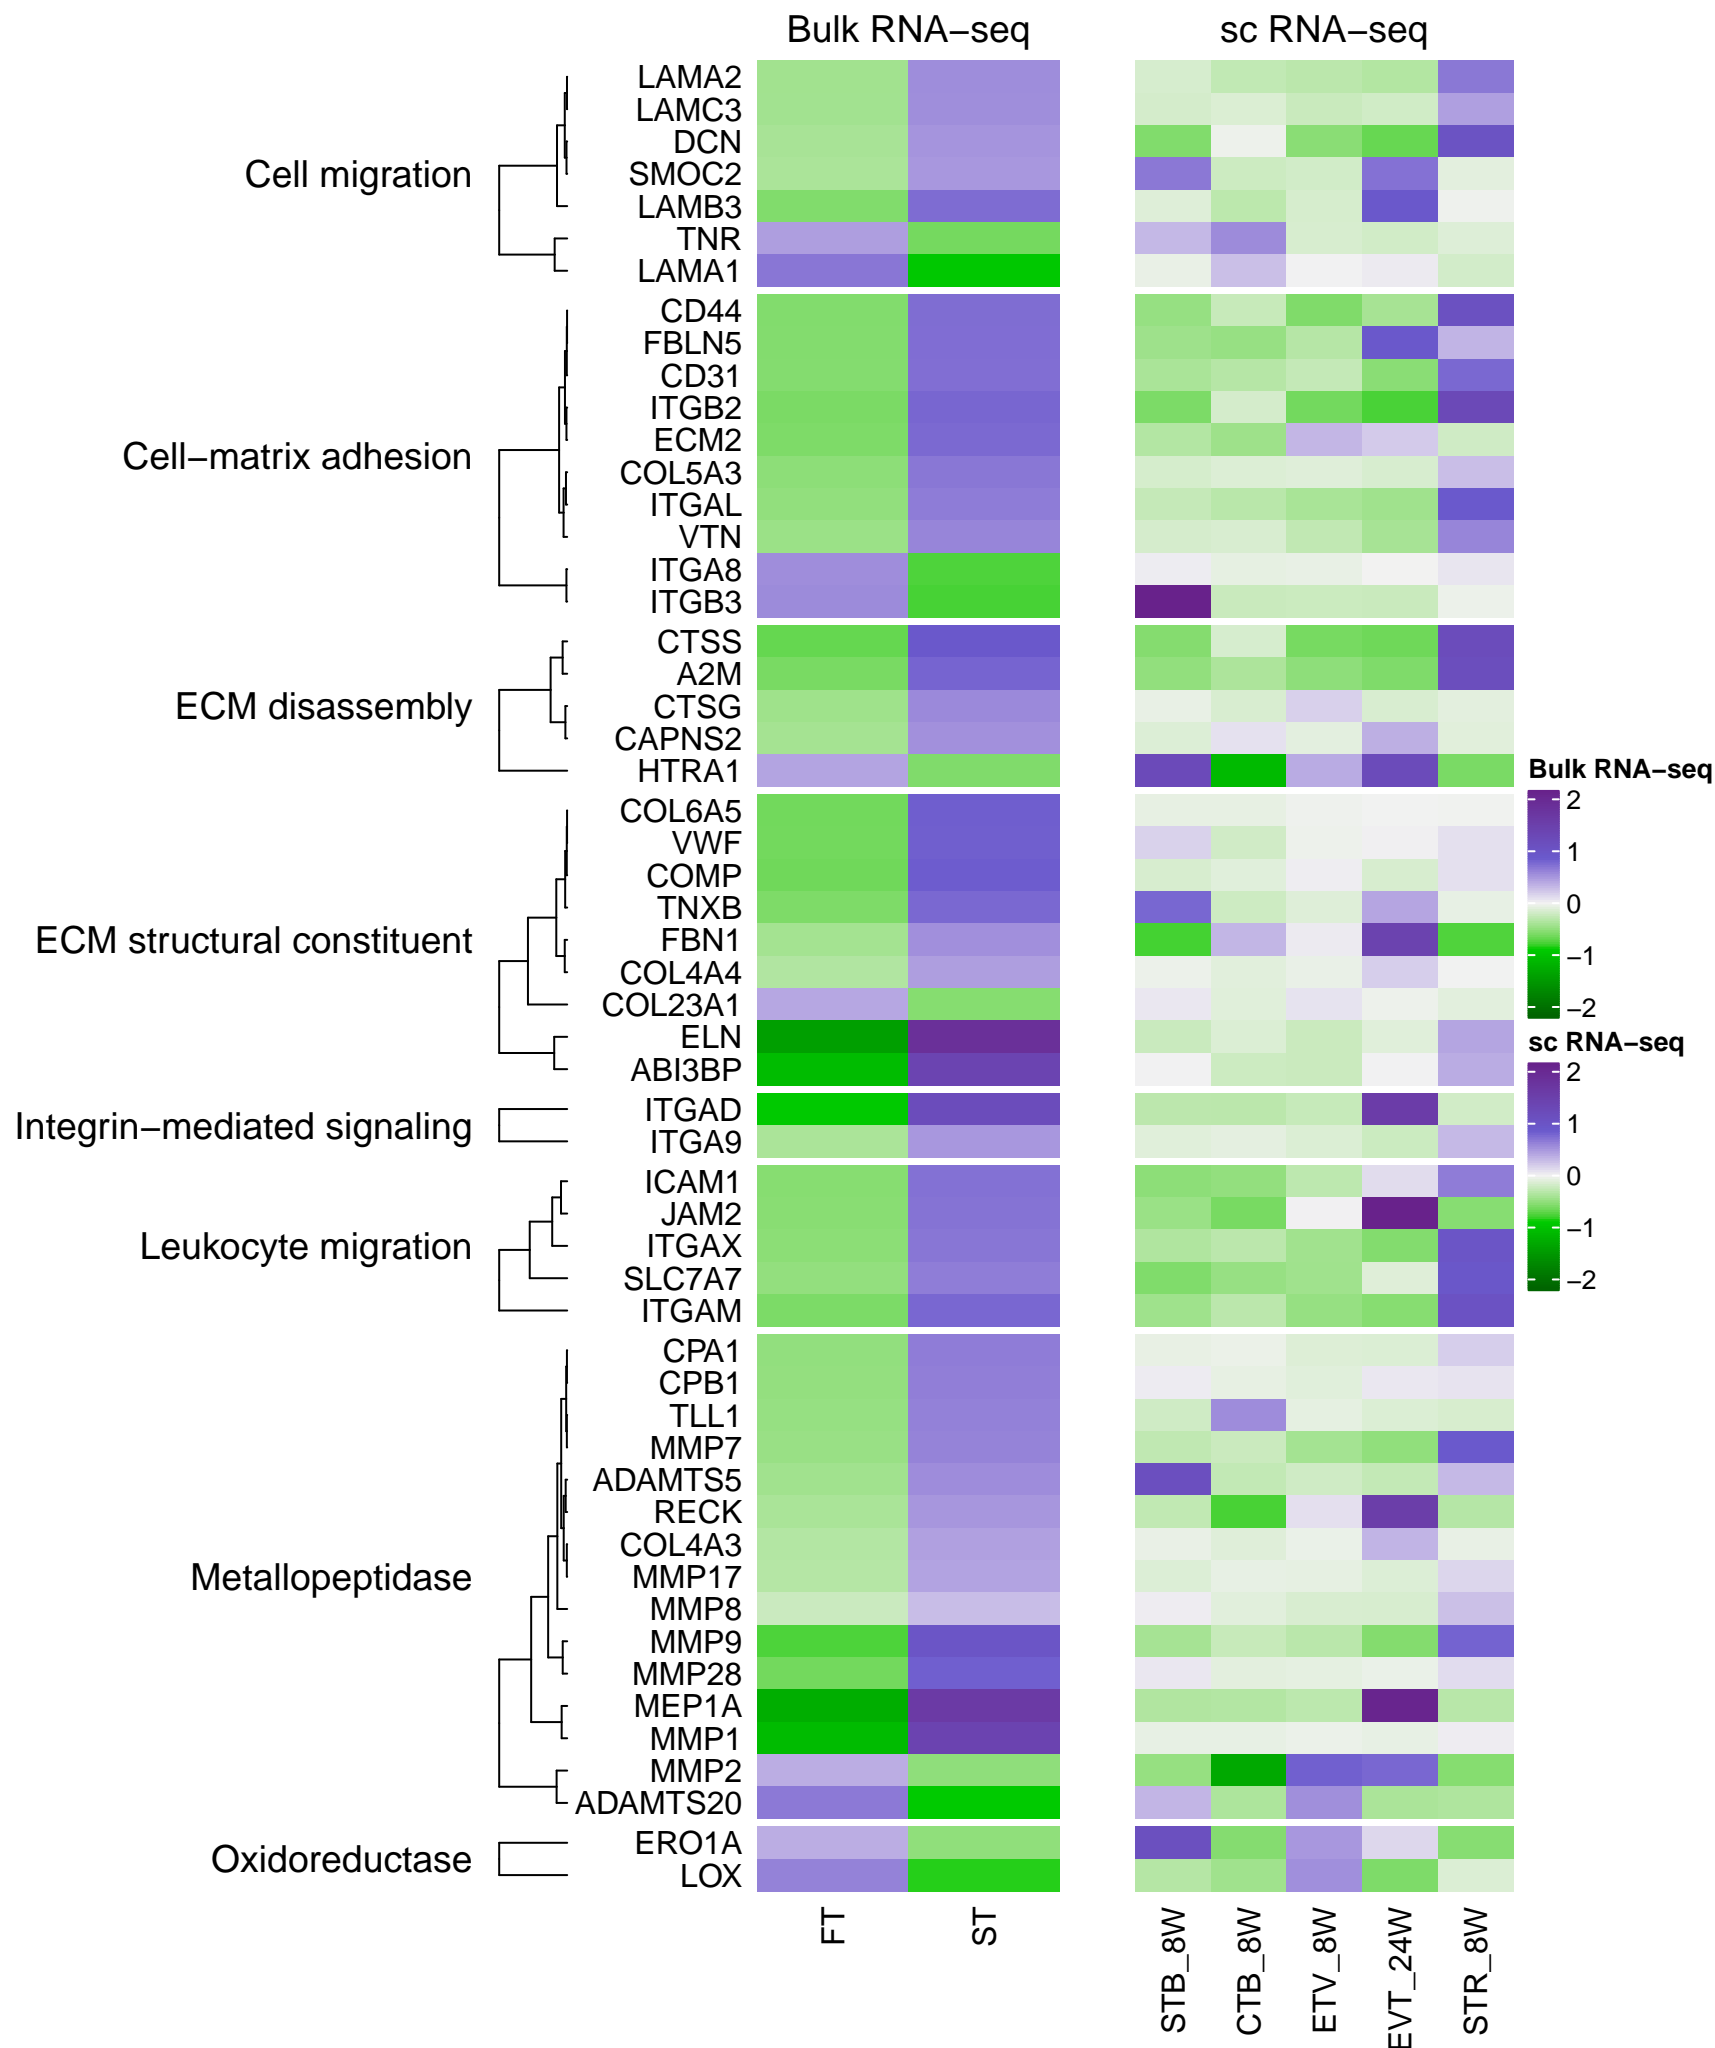 Bulk RNA−seq
sc RNA−seq
Cell migration
LAMA2
LAMC3
DCN
SMOC2
LAMB3
TNR
LAMA1
Cell−matrix adhesion
CD44
FBLN5
CD31
ITGB2
ECM2
COL5A3
ITGAL
VTN
ITGA8
ITGB3
ECM disassembly
CTSS
A2M
CTSG
CAPNS2
HTRA1
ECM structural constituent
COL6A5
VWF
COMP
TNXB
FBN1
COL4A4
COL23A1
ELN
ABI3BP
Integrin−mediated signaling
ITGAD
ITGA9
Leukocyte migration
ICAM1
JAM2
ITGAX
SLC7A7
ITGAM
Metallopeptidase
CPA1
CPB1
TLL1
MMP7
ADAMTS5
RECK
COL4A3
MMP17
MMP8
MMP9
MMP28
MEP1A
MMP1
MMP2
ADAMTS20
Oxidoreductase
ERO1A
LOX
FT
ST
STB_8W
CTB_8W
ETV_8W
EVT_24W
STR_8W
Bulk RNA−seq
2
1
0
−1
−2
sc RNA−seq
2
1
0
−1
−2